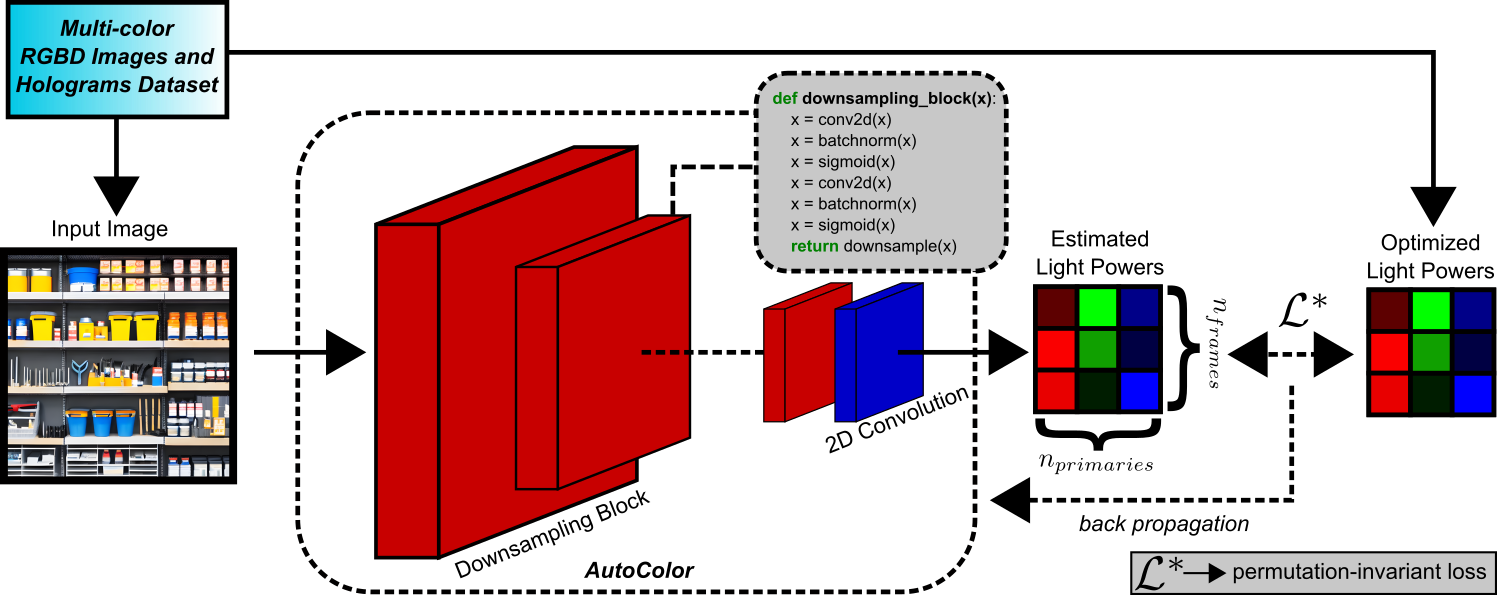 Multi-color
RGBD Images and
Holograms Dataset
Input Image
def downsampling_block(x):
x = conv2d(x)
x = batchnorm(x)
x = sigmoid(x)
x = conv2d(x)
x = batchnorm(x)
x = sigmoid(x)
return downsample(x)
Downsampling Block
2D Convolution
AutoColor
Estimated
Light Powers
n_{frames}
n_{primaries}
ℒ*
Optimized
Light Powers
back propagation
ℒ* → permutation-invariant loss